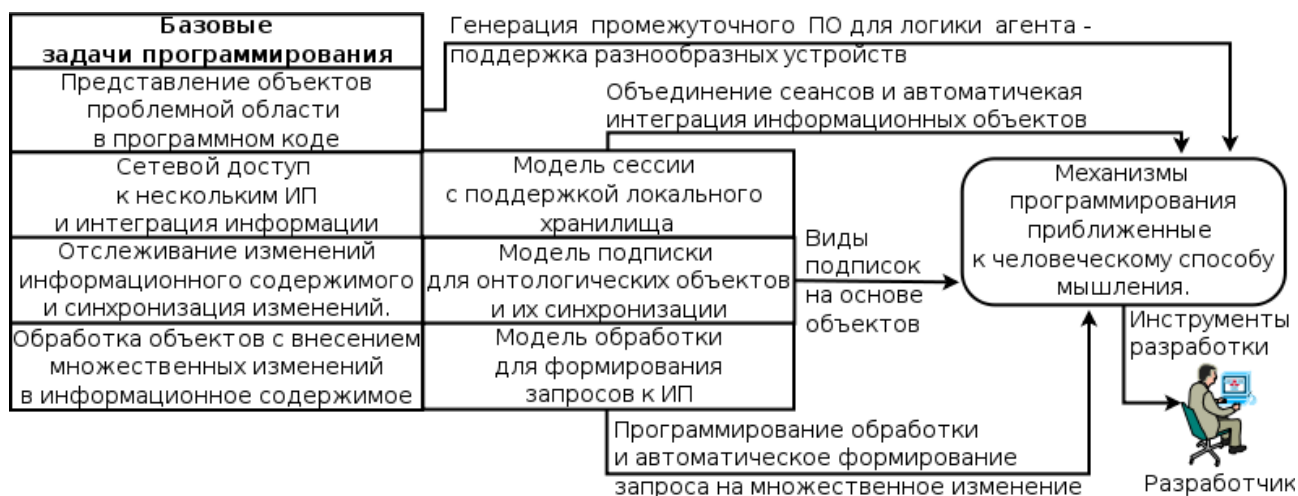 Базовые
задачи программирования
Представление объектов
проблемной области
в программном коде
Сетевой доступ
к нескольким ИП
и интеграция информации
Отслеживание изменений
информационного содержимого
и синхронизация изменений.
Обработка объектов с внесением
множественных изменений
в информационное содержимое
Модель сессии
с поддержкой локального
хранилища
Модель подписки
для онтологических объектов
и их синхронизации
Модель обработки
для формирования
запросов к ИП
Генерация промежуточного ПО для логики агента -
поддержка разнообразных устройств
Объединение сеансов и автоматичекая
интеграция информационных объектов
Виды
подписок
на основе
объектов
Программирование обработки
и автоматическое формирование
запроса на множественное изменение
Механизмы
программирования
приближенные
к человеческому способу
мышления.
Инструменты
разработки
Разработчик